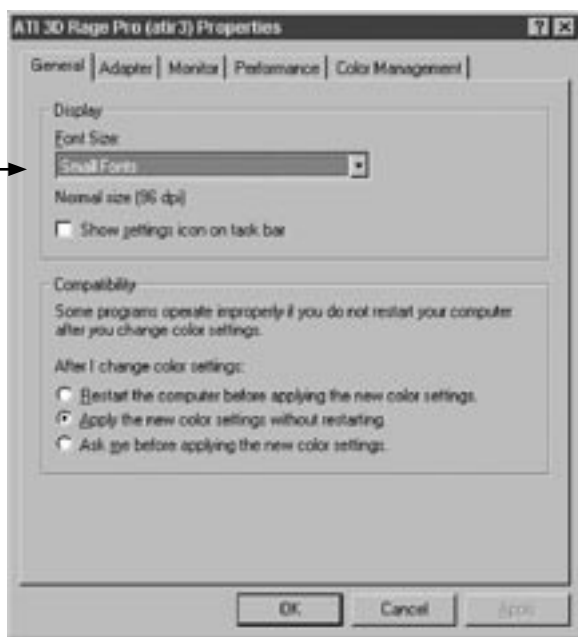 ATI 3D Rage Pro (atir3) Properties
General
Adapter
Monitor
Performance
Color Management
Display
Font Size:
Small Fonts
Normal size (96 dpi)
Show settings icon on task bar
Compatibility
Some programs operate improperly if you do not restart your computer
after you change color settings.
After I change color settings:
Restart the computer before applying the new color settings.
Apply the new color settings without restarting
Ask me before applying the new color settings.
OK
Cancel
Apply